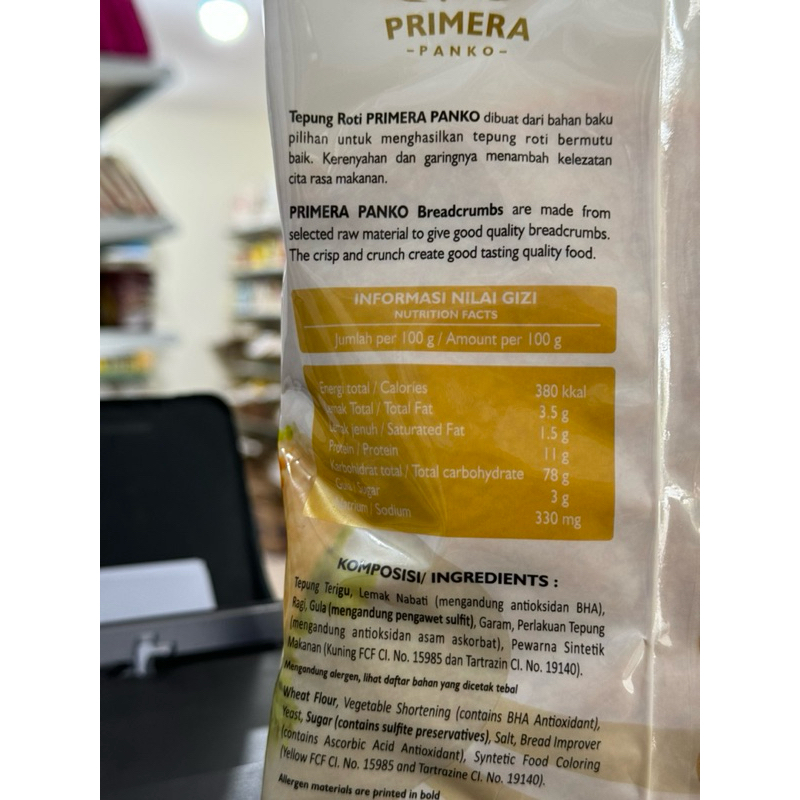 PRIMERA
-PANKO-
Tepung Roti PRIMERA PANKO dibuat dari bahan baku
pilihan untuk menghasilkan tepung roti bermutu
baik. Kerenyahan dan garingnya menambah kelezatan
cita rasa makanan.
PRIMERA PANKO Breadcrumbs are made from
selected raw material to give good quality breadcrumbs.
The crisp and crunch create good tasting quality food.
INFORMASI NILAI GIZI
NUTRITION FACTS
Jumlah per 100 g / Amount per 100 g
Energi total / Calories 380 kkal
Total / Total Fat 3.5 g
jenuh / Saturated Fat 1.5 g
Protein / Protein 11 g
Karbohidrat total / Total carbohydrate 78 g
Gula / Sugar 3 g
/ Sodium 330 mg
KOMPOSISI/ INGREDIENTS :
Tepung Terigu, Lemak Nabati (mengandung antioksidan BHA),
Ragi, Gula (mengandung pengawet sulfit), Garam, Perlakuan Tepung
(mengandung antioksidan asam askorbat), Pewarna Sintetik
Makanan (Kuning FCF CI. No. 15985 dan Tartrazin CI. No. 19140).
Mengandung alergen, lihat daftar bahan yang dicetak tebal
Wheat Flour, Vegetable Shortening (contains BHA Antioxidant),
Yeast, Sugar (contains sulfite preservatives), Salt, Bread Improver
(contains Ascorbic Acid Antioxidant), Syntetic Food Coloring
(Yellow FCF CI. No. 15985 and Tartrazine CI. No. 19140).
Allergen materials are printed in bold